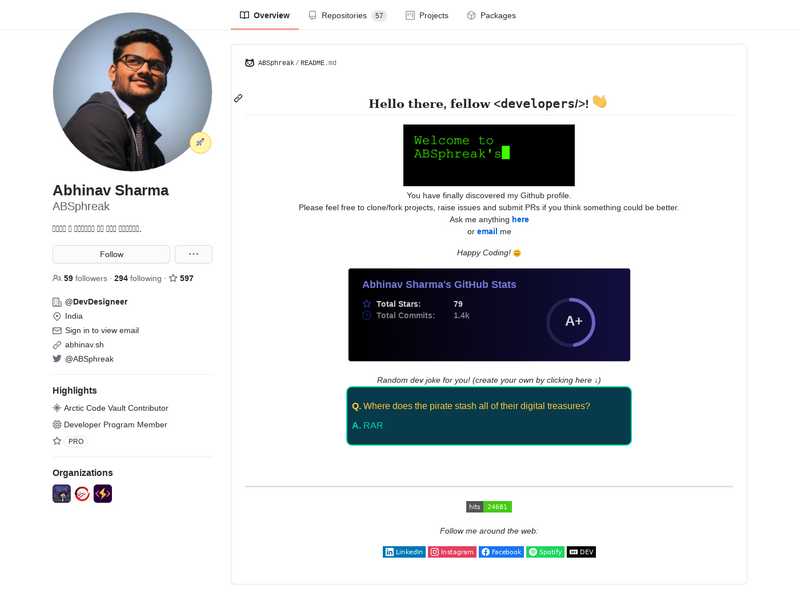 Overview
Repositories 57
Projects
Packages
Abhinav Sharma
ABSphreak
Follow
59 followers · 294 following · 597
@DevDesigneer
India
Sign in to view email
abhinav.sh
@ABSphreak
Highlights
Arctic Code Vault Contributor
Developer Program Member
PRO
Organizations
ABSphreak / README.md
Hello there, fellow <developers/>! 👋
Welcome to
ABSphreak's
You have finally discovered my Github profile.
Please feel free to clone/fork projects, raise issues and submit PRs if you think something could be better.
Ask me anything here
or email me
Happy Coding! 😊
Abhinav Sharma's GitHub Stats
Total Stars: 79
Total Commits: 1.4k
A+
Random dev joke for you! (create your own by clicking here ↓)
Q. Where does the pirate stash all of their digital treasures?
A. RAR
hits 24681
Follow me around the web:
LinkedIn Instagram Facebook Spotify DEV